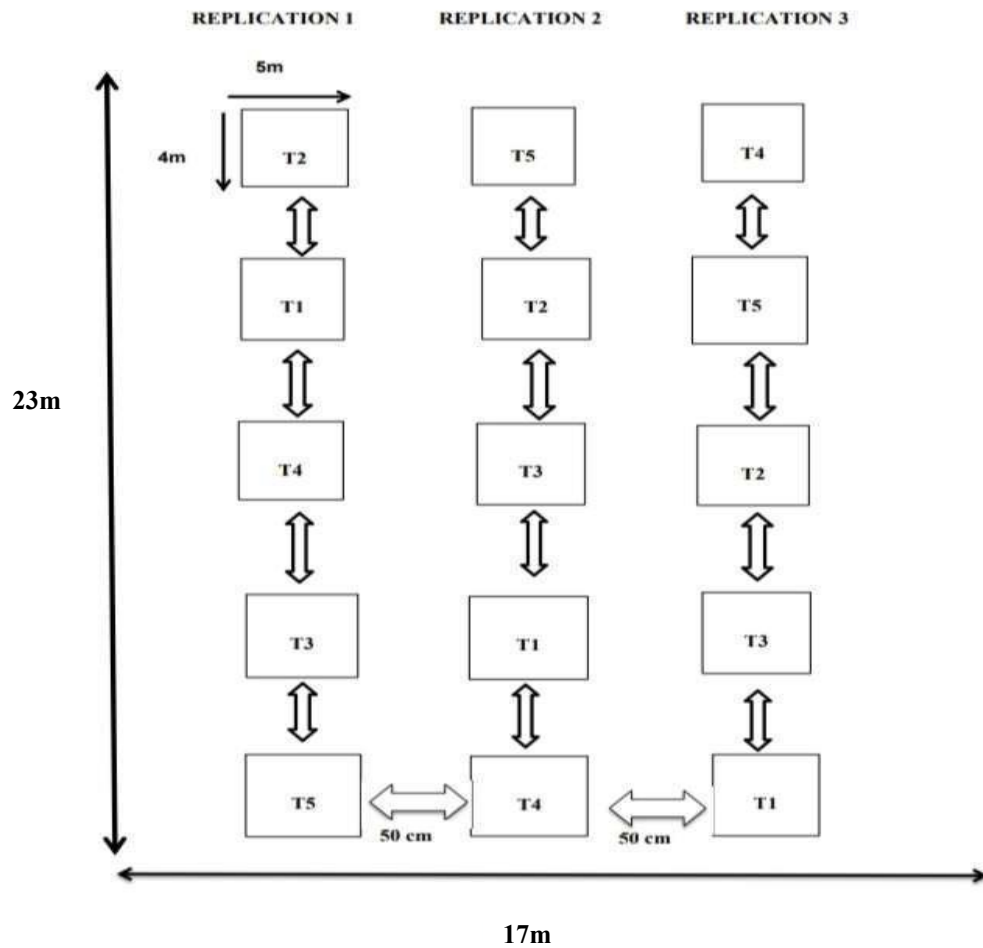 REPLICATION 1 REPLICATION 2 REPLICATION 3
5m
4m
T2 T5 T4
T1 T2 T5
23m
T4 T3 T2
T3 T1 T3
T5 T4 T1
50 cm 50 cm
17m